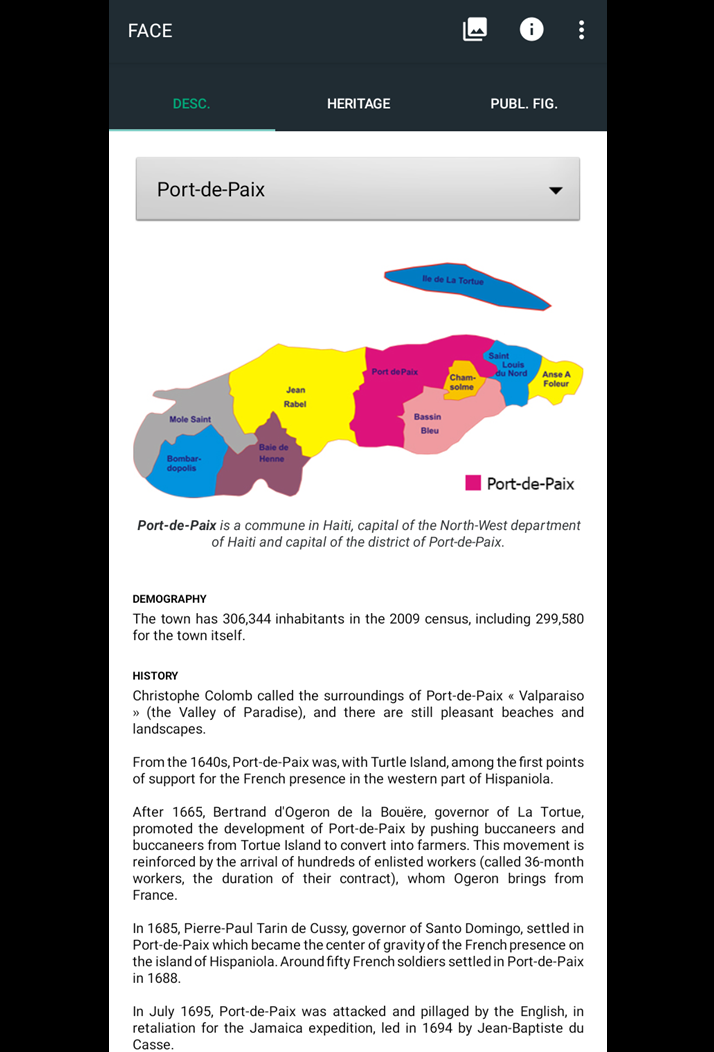 FACE
DESC.
HERITAGE
PUBL. FIG.
Port-de-Paix
Ile de La Tortue
Saint
Louis
du Nord
Port dePaix
Anse A
Foleur
Cham-
solme
Jean
Rabel
Bassin
Bleu
Mole Saint
Baie de
Henne
Bombar-
dopolis
Port-de-Paix
Port-de-Paix is a commune in Haiti, capital of the North-West department
of Haiti and capital of the district of Port-de-Paix.
DEMOGRAPHY
The town has 306,344 inhabitants in the 2009 census, including 299,580
for the town itself.
HISTORY
Christophe Colomb called the surroundings of Port-de-Paix « Valparaiso
» (the Valley of Paradise), and there are still pleasant beaches and
landscapes.
From the 1640s, Port-de-Paix was, with Turtle Island, among the first points
of support for the French presence in the western part of Hispaniola.
After 1665, Bertrand d'Ogeron de la Bouëre, governor of La Tortue,
promoted the development of Port-de-Paix by pushing buccaneers and
buccaneers from Tortue Island to convert into farmers. This movement is
reinforced by the arrival of hundreds of enlisted workers (called 36-month
workers, the duration of their contract), whom Ogeron brings from
France.
In 1685, Pierre-Paul Tarin de Cussy, governor of Santo Domingo, settled in
Port-de-Paix which became the center of gravity of the French presence on
the island of Hispaniola. Around fifty French soldiers settled in Port-de-Paix
in 1688.
In July 1695, Port-de-Paix was attacked and pillaged by the English, in
retaliation for the Jamaica expedition, led in 1694 by Jean-Baptiste du
Casse.